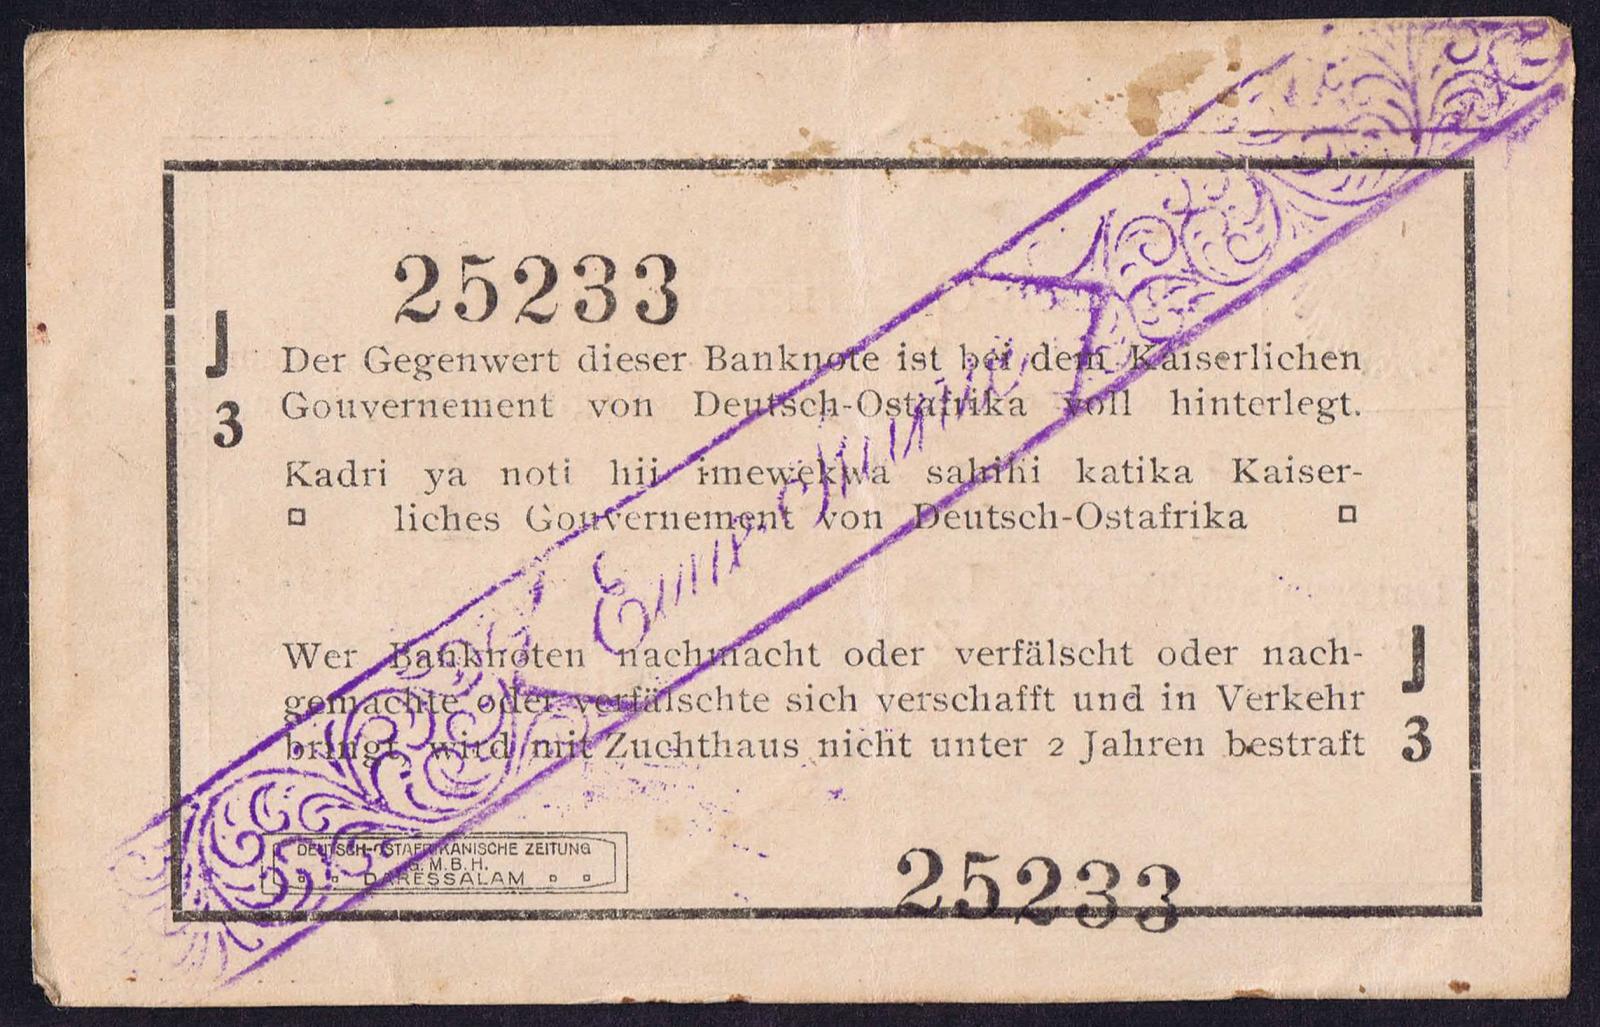 25233
J
3
Der Gegenwert dieser Banknote ist bei dem Kaiserlichen
Gouvernement von Deutsch-Ostafrika voll hinterlegt.
Kadri ya noti hii imewekwa sahihi katika Kaiser-
liches Gouvernement von Deutsch-Ostafrika
Wer Banknoten nachmacht oder verfälscht oder nach-
gemachte oder verfälschte sich verschafft und in Verkehr
bringt, wird mit Zuchthaus nicht unter 2 Jahren bestraft
J
3
DEUTSCH-OSTAFRIKANISCHE ZEITUNG
G. M. B. H.
DARESSALAM
25233